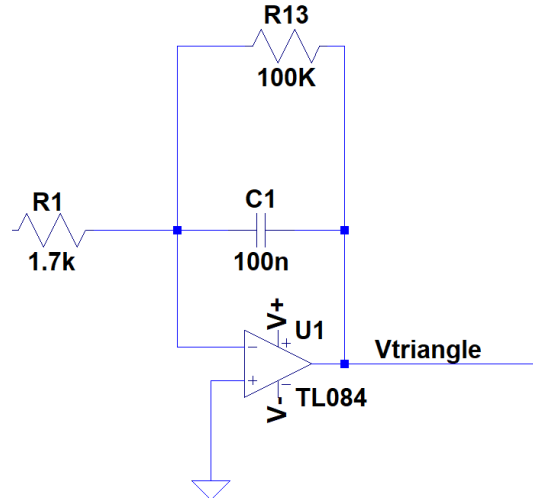 R13
100K
R1
1.7k
C1
100n
V+
U1
+
−
+
−
Vtriangle
TL084
V-